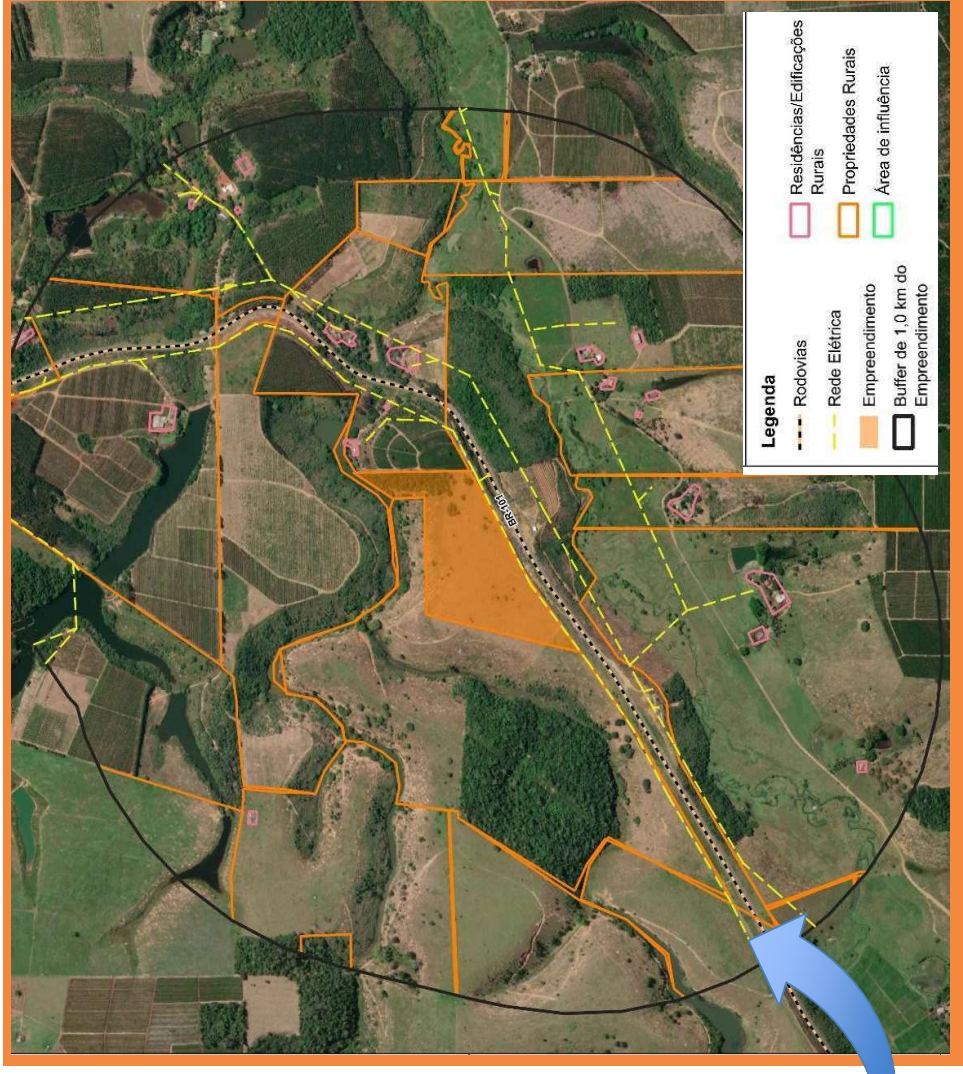 BR-101
Legenda
Rodovias
Rede Elétrica
Empreendimento
Buffer de 1,0 km do
Empreendimento
Residências/Edificações
Rurais
Propriedades Rurais
Área de influência